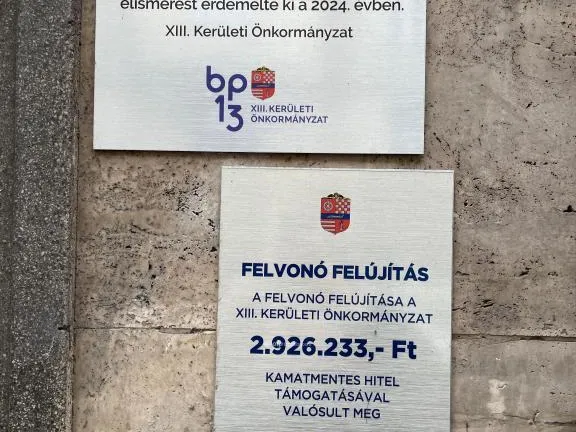 elismerést érdemelte ki a 2024. évben.
XIII. Kerületi Önkormányzat
bp
13
XIII. KERÜLETI
ÖNKORMÁNYZAT
FELVONÓ FELÚJÍTÁS
A FELVONÓ FELÚJÍTÁSA A
XIII. KERÜLETI ÖNKORMÁNYZAT
2.926.233,- Ft
KAMATMENTES HITEL
TÁMOGATÁSÁVAL
VALÓSULT MEG